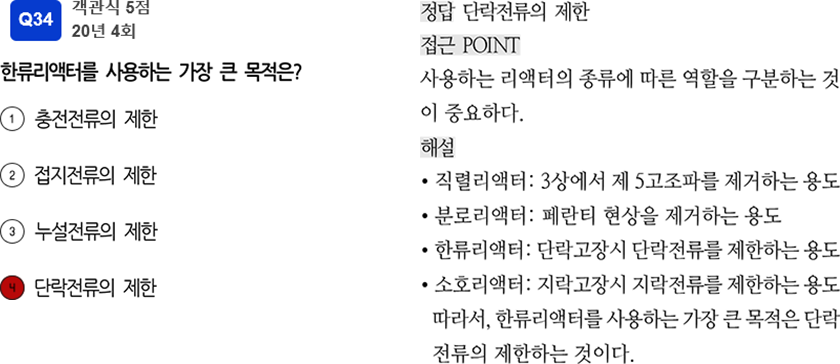 Q34
객관식 5점
20년 4회
한류리액터를 사용하는 가장 큰 목적은?
1 충전전류의 제한
2 접지전류의 제한
3 누설전류의 제한
4 단락전류의 제한
정답 단락전류의 제한
접근 POINT
사용하는 리액터의 종류에 따른 역할을 구분하는 것
이 중요하다.
해설
• 직렬리액터: 3상에서 제 5고조파를 제거하는 용도
• 분로리액터: 페란티 현상을 제거하는 용도
• 한류리액터: 단락고장시 단락전류를 제한하는 용도
• 소호리액터: 지락고장시 지락전류를 제한하는 용도
따라서, 한류리액터를 사용하는 가장 큰 목적은 단락
전류의 제한하는 것이다.